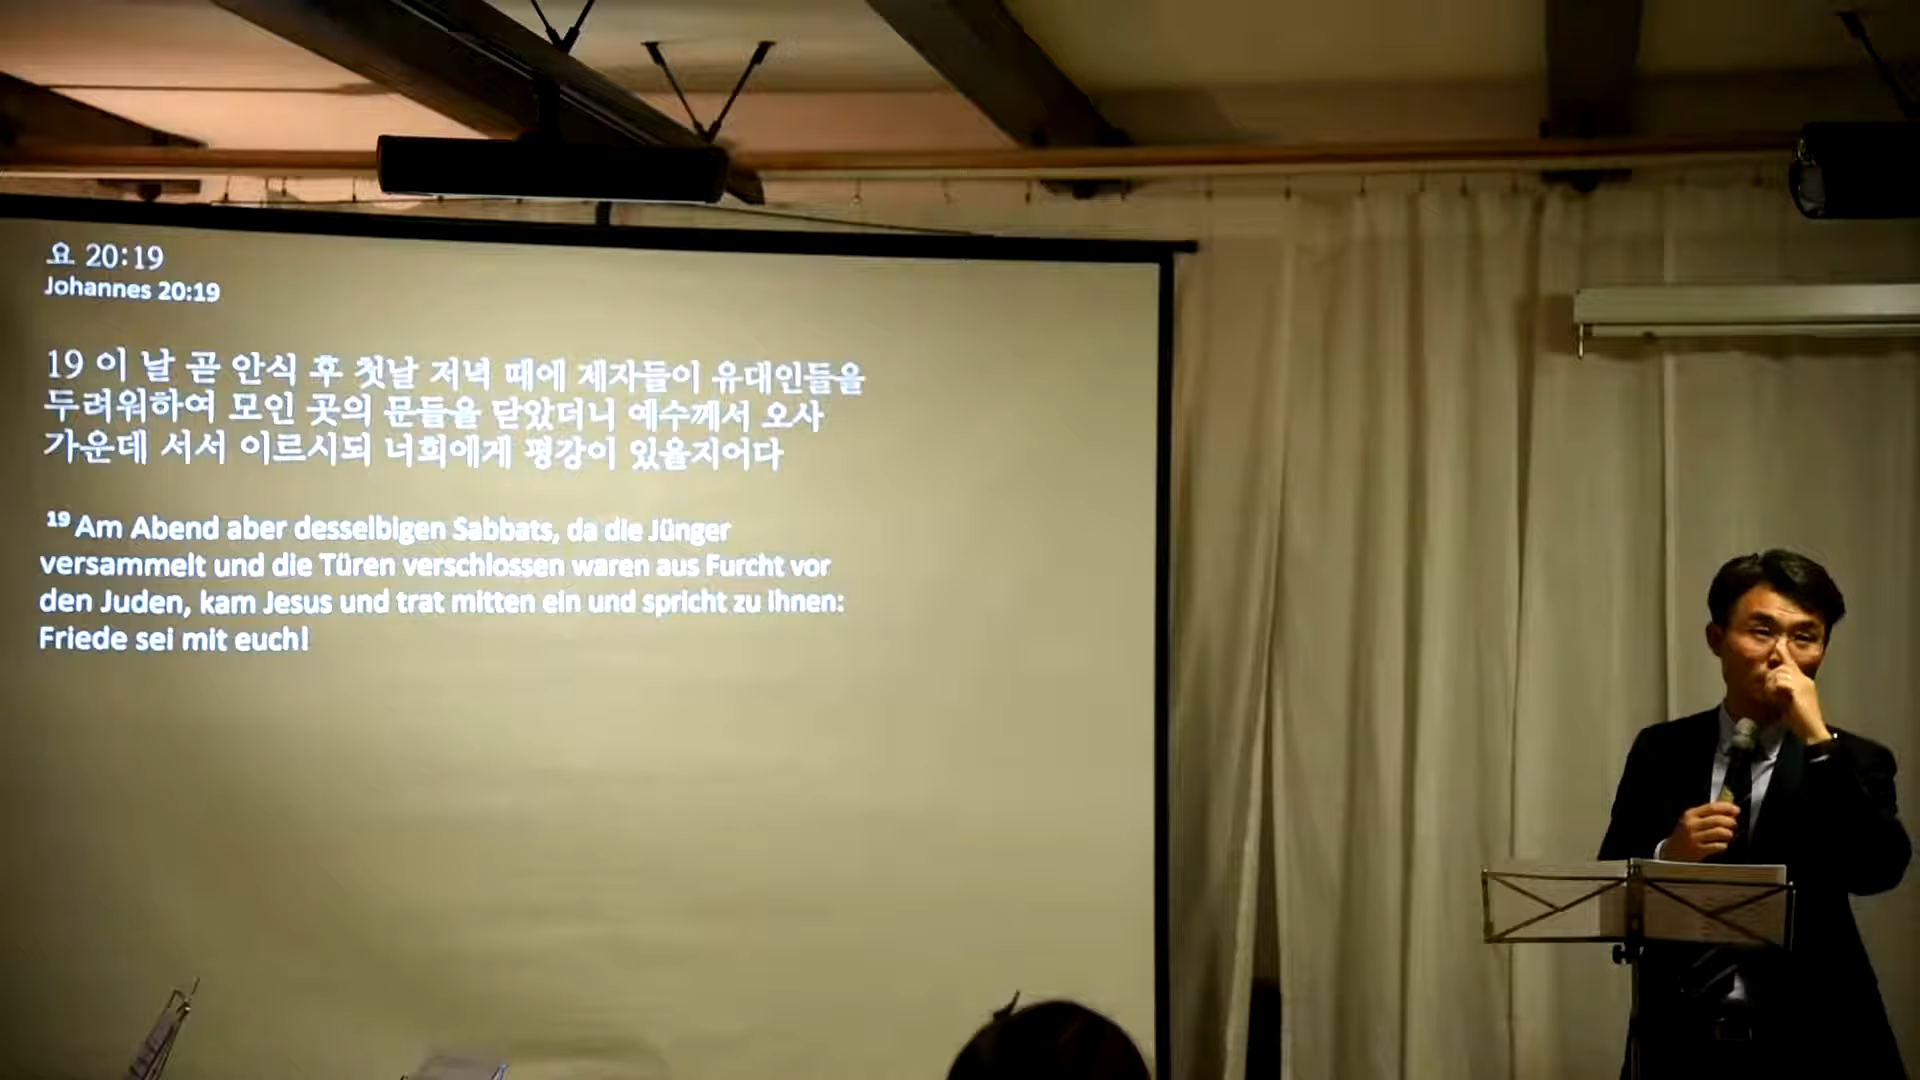 요 20:19
Johannes 20:19
19 이 날 곧 안식 후 첫날 저녁 때에 제자들이 유대인들을
두려워하여 모인 곳의 문들을 닫았더니 예수께서 오사
가운데 서서 이르시되 너희에게 평강이 있을지어다
19 Am Abend aber desselbigen Sabbats, da die Jünger
versammelt und die Türen verschlossen waren aus Furcht vor
den Juden, kam Jesus und trat mitten ein und spricht zu ihnen:
Friede sei mit euch!